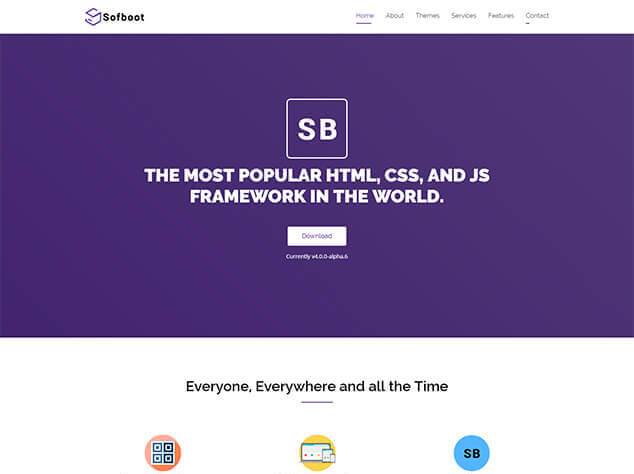 Sofboot
Home About Themes Services Features Contact
SB
THE MOST POPULAR HTML, CSS, AND JS
FRAMEWORK IN THE WORLD.
Download
Currently v4.0.0-alpha.6
Everyone, Everywhere and all the Time
SB